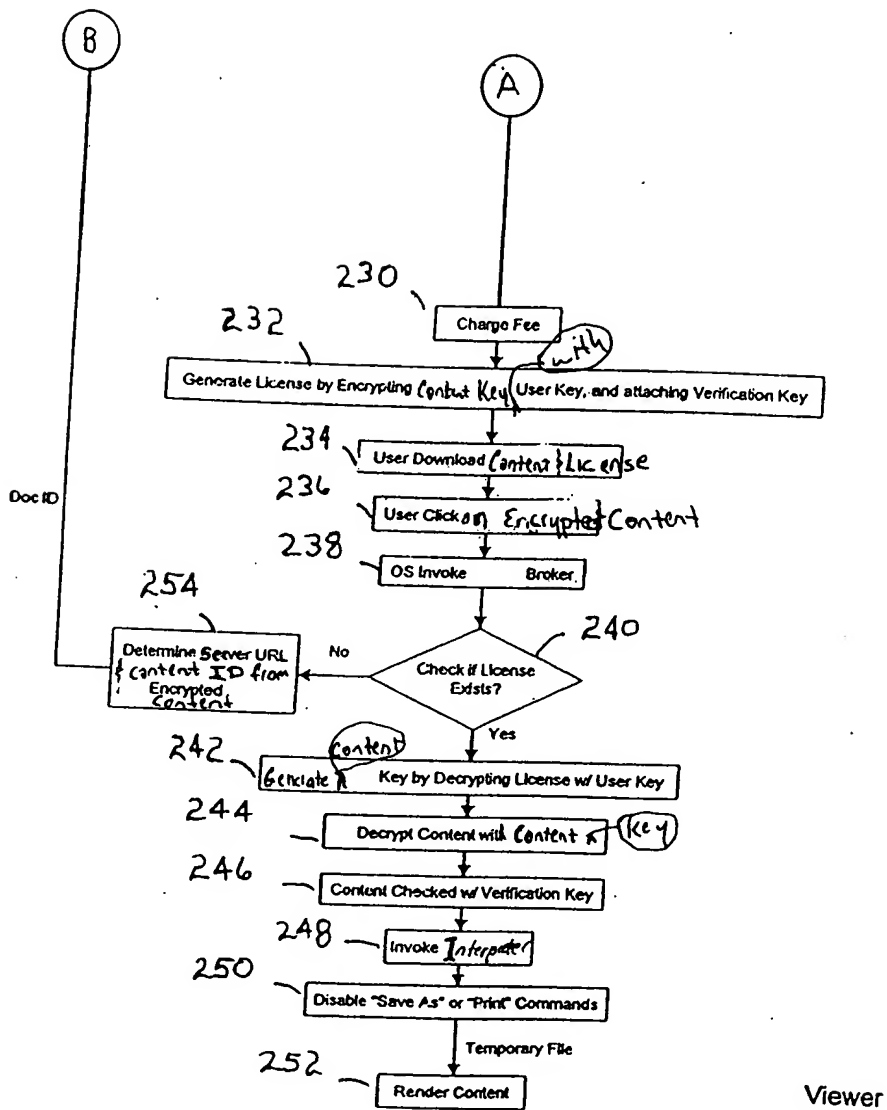 B
A
230
Charge Fee
232
with
Generate License by Encrypting Content Key User Key, and attaching Verification Key
234
User Download Content & License
236
User Click on Encrypted Content
Doc ID
238
OS Invoke Broker
254
240
Determine Server URL
& Content ID from
Encrypted
Content
No
Check if License
Exists?
Yes
242
Content
Generate Key by Decrypting License w/ User Key
244
Decrypt Content with Content Key
246
Content Checked w/ Verification Key
248
Invoke Interpreter
250
Disable "Save As" or "Print" Commands
Temporary File
252
Render Content
Viewer